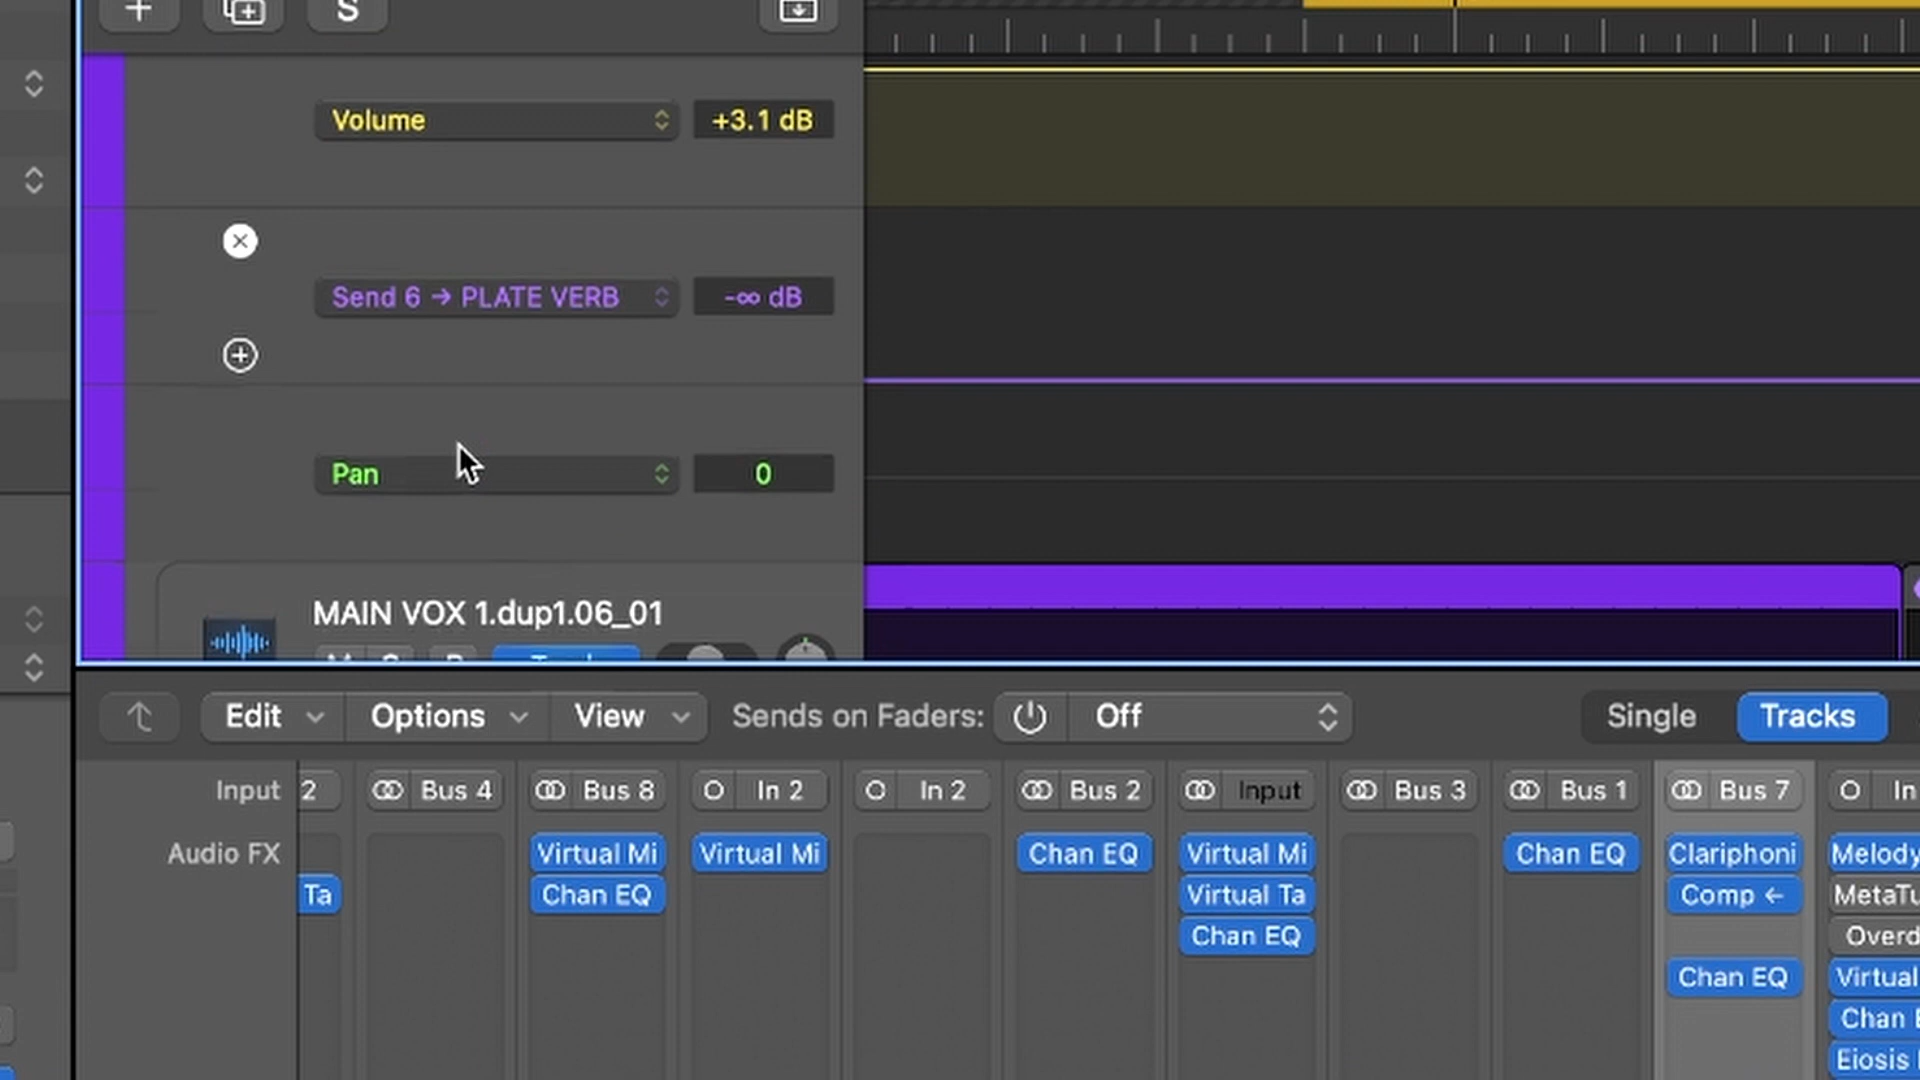 S
Volume
+3.1 dB
Send 6 → PLATE VERB
-∞ dB
Pan
0
MAIN VOX 1.dup1.06_01
Edit
Options
View
Sends on Faders:
Off
Single
Tracks
Input
2
Bus 4
Bus 8
In 2
In 2
Bus 2
Input
Bus 3
Bus 1
Bus 7
In
Audio FX
Virtual Mi
Virtual Mi
Chan EQ
Virtual Mi
Chan EQ
Clariphoni
Melody
Ta
Chan EQ
Virtual Ta
Comp ←
MetaTu
Chan EQ
Overd
Chan EQ
Virtual
Chan E
Eiosis